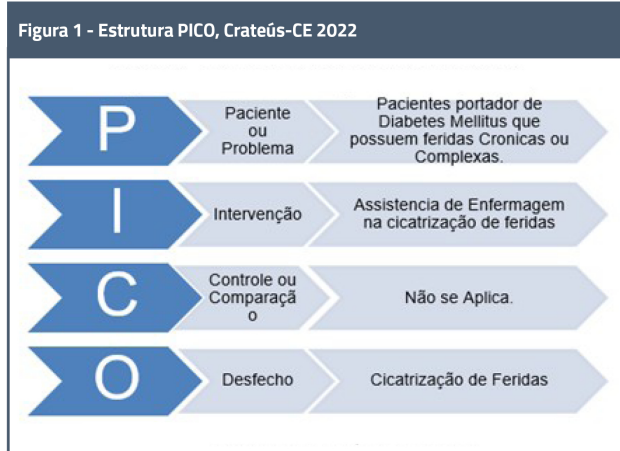 Figura 1 - Estrutura PICO, Crateús-CE 2022
P
Paciente
ou
Problema
Pacientes portador de
Diabetes Mellitus que
possuem feridas Cronicas ou
Complexas.
I
Intervenção
Assistencia de Enfermagem
na cicatrização de feridas
C
Controle ou
Comparaçã
o
Não se Aplica.
O
Desfecho
Cicatrização de Feridas